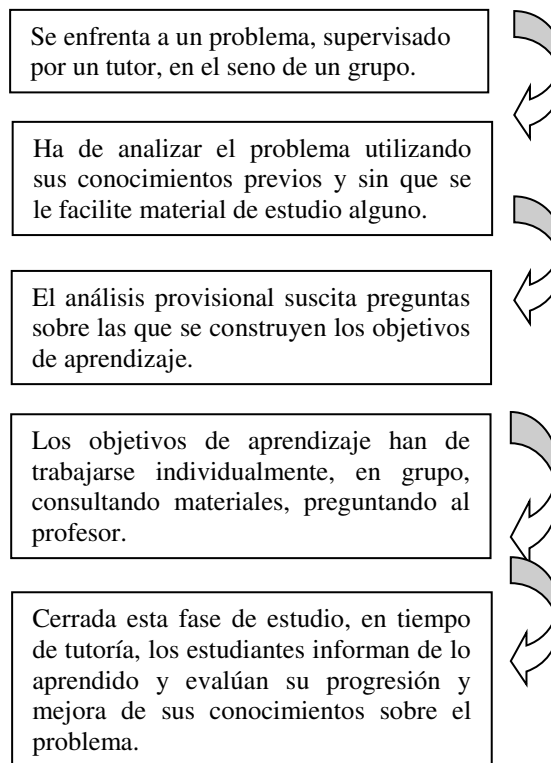 Se enfrenta a un problema, supervisado
por un tutor, en el seno de un grupo.
Ha de analizar el problema utilizando
sus conocimientos previos y sin que se
le facilite material de estudio alguno.
El análisis provisional suscita preguntas
sobre las que se construyen los objetivos
de aprendizaje.
Los objetivos de aprendizaje han de
trabajarse individualmente, en grupo,
consultando materiales, preguntando al
profesor.
Cerrada esta fase de estudio, en tiempo
de tutoría, los estudiantes informan de lo
aprendido y evalúan su progresión y
mejora de sus conocimientos sobre el
problema.